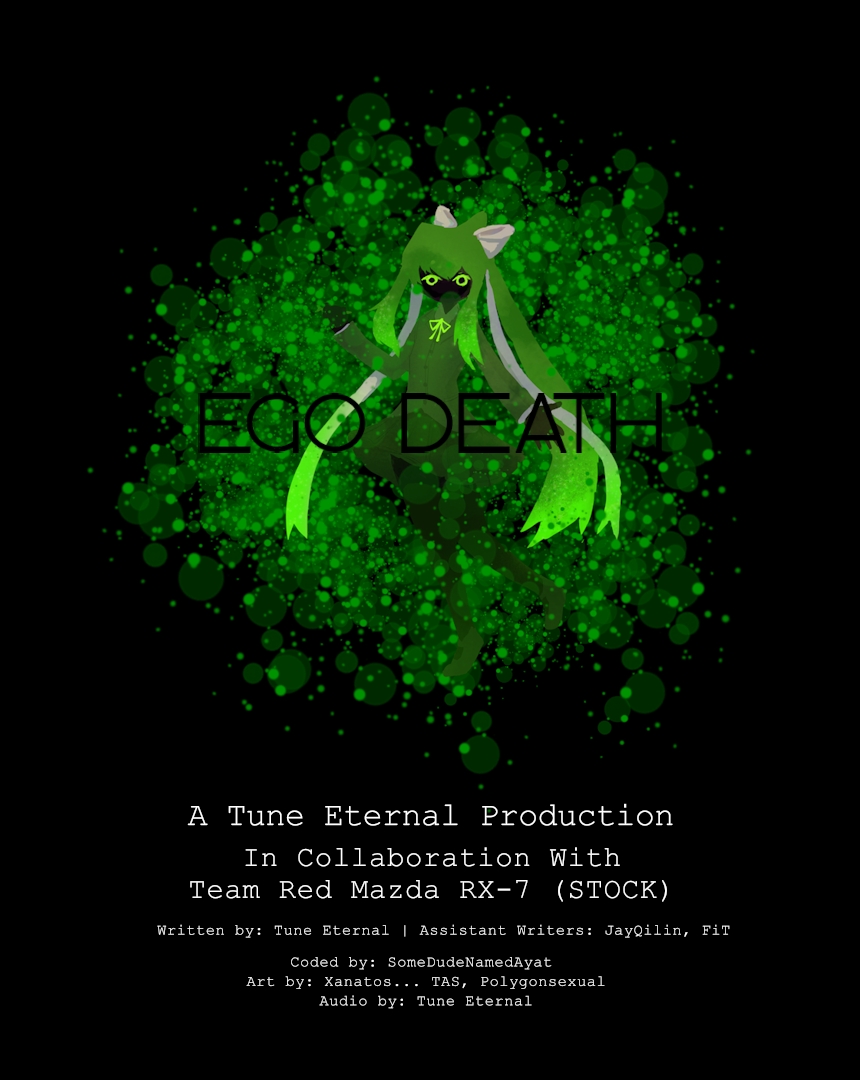 EGO DEATH
A Tune Eternal Production
In Collaboration With
Team Red Mazda RX-7 (STOCK)
Written by: Tune Eternal | Assistant Writers: JayQilin, FiT
Coded by: SomeDudeNamedAyat
Art by: Xanatos... TAS, Polygonsexual
Audio by: Tune Eternal